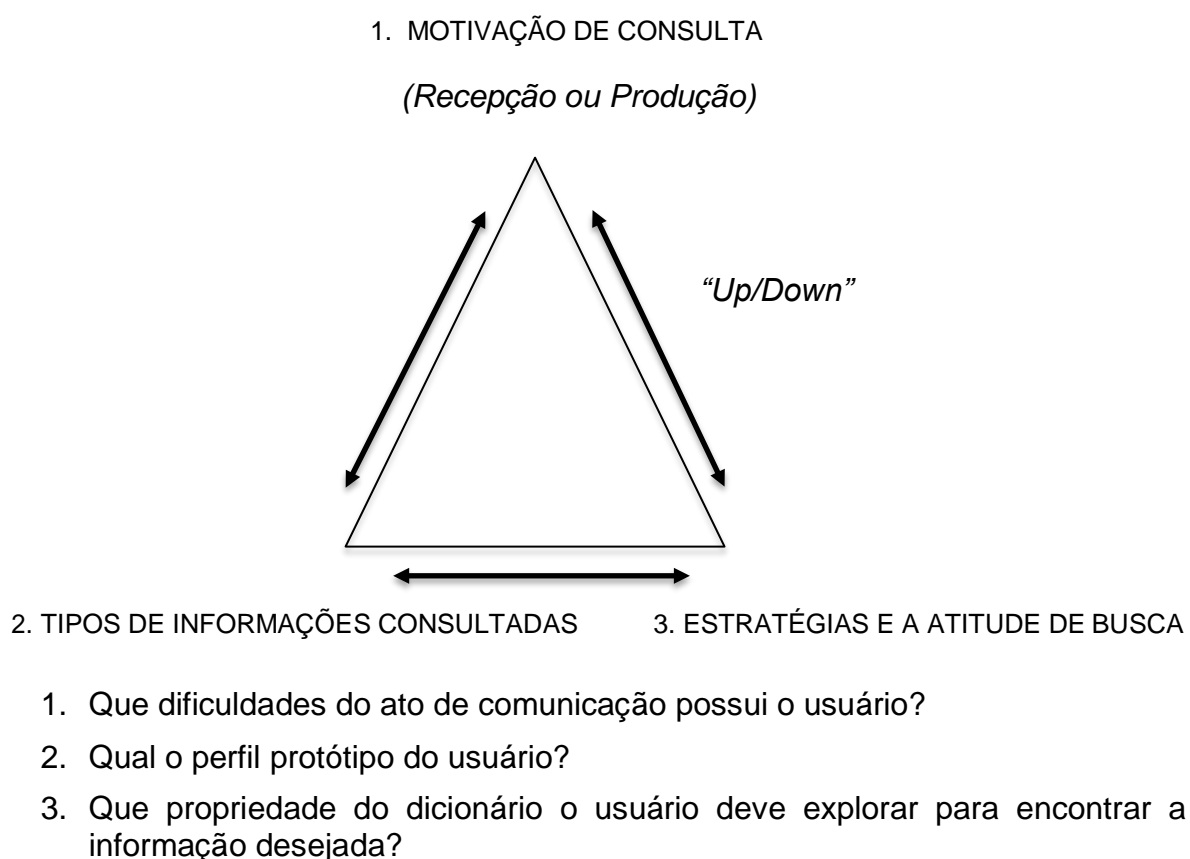 1. MOTIVAÇÃO DE CONSULTA
(Recepção ou Produção)
“Up/Down”
2. TIPOS DE INFORMAÇÕES CONSULTADAS 3. ESTRATÉGIAS E A ATITUDE DE BUSCA
1. Que dificuldades do ato de comunicação possui o usuário?
2. Qual o perfil protótipo do usuário?
3. Que propriedade do dicionário o usuário deve explorar para encontrar a
informação desejada?